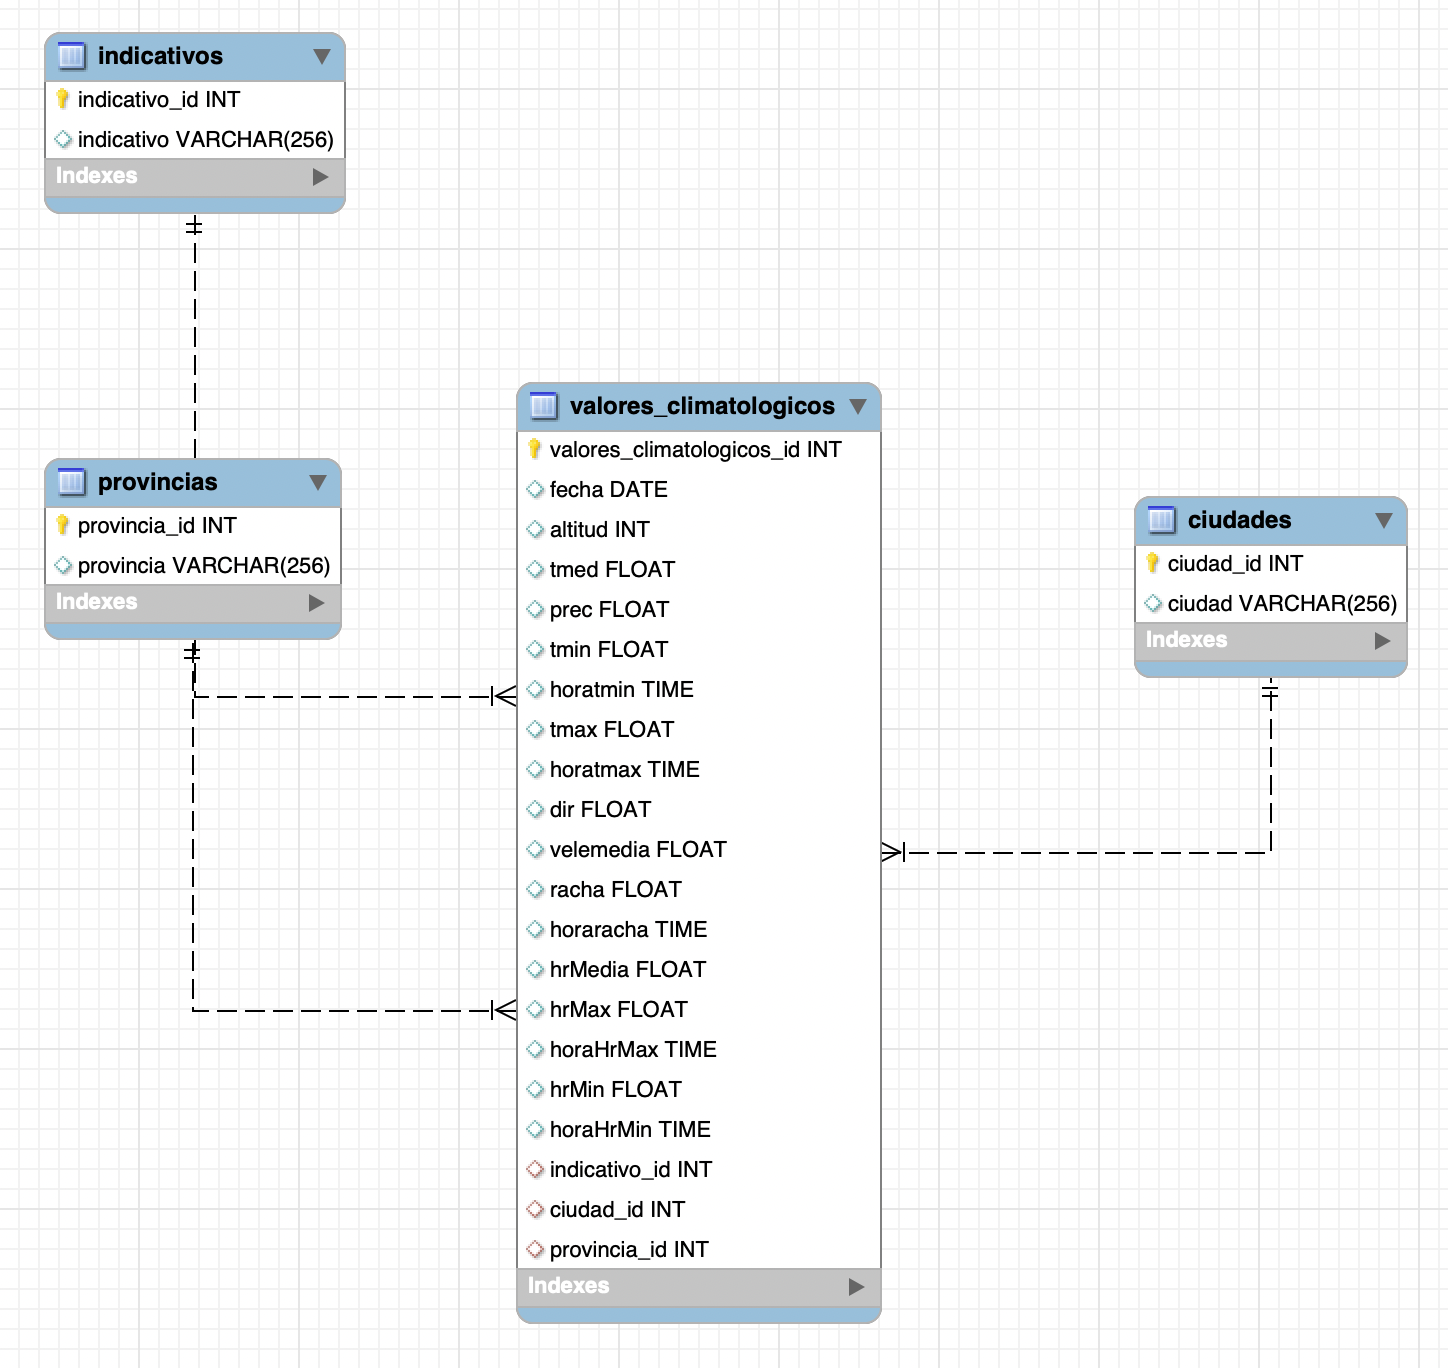 indicativos
indicativo_id INT
indicativo VARCHAR(256)
Indexes
provincias
provincia_id INT
provincia VARCHAR(256)
Indexes
valores_climatologicos
valores_climatologicos_id INT
fecha DATE
altitud INT
tmed FLOAT
prec FLOAT
tmin FLOAT
horatmin TIME
tmax FLOAT
horatmax TIME
dir FLOAT
velemedia FLOAT
racha FLOAT
horaracha TIME
hrMedia FLOAT
hrMax FLOAT
horaHrMax TIME
hrMin FLOAT
horaHrMin TIME
indicativo_id INT
ciudad_id INT
provincia_id INT
Indexes
ciudades
ciudad_id INT
ciudad VARCHAR(256)
Indexes